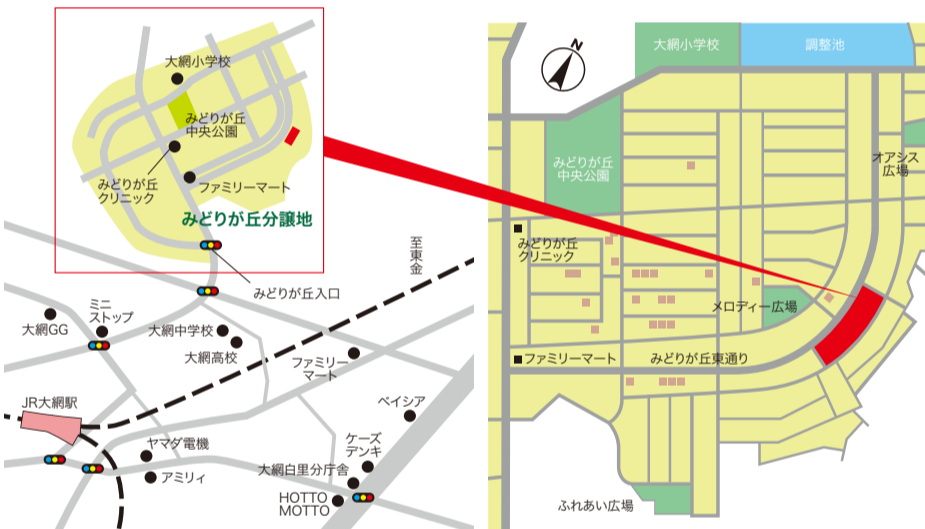 大網小学校
みどりが丘
中央公園
みどりが丘
クリニック
ファミリーマート
みどりが丘分譲地
至東金
みどりが丘入口
ミニ
ストップ
大網GG
大網中学校
大網高校
ファミリー
マート
JR大網駅
ベイシア
ヤマダ電機
ケーズ
デンキ
アミリィ
大網白里分庁舎
HOTTO
MOTTO
N
大網小学校
調整池
みどりが丘
中央公園
オアシス
広場
みどりが丘
クリニック
メロディー広場
ファミリーマート
みどりが丘東通り
ふれあい広場